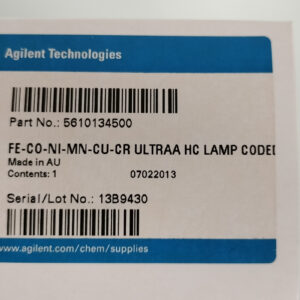 Agilent Technologies
Part No.: 5610134500
FE-CO-NI-MN-CU-CR ULTRAA HC LAMP CODED
Made in AU
Contents: 1 07022013
Serial/Lot No.: 13B9430
www.agilent.com/chem/supplies